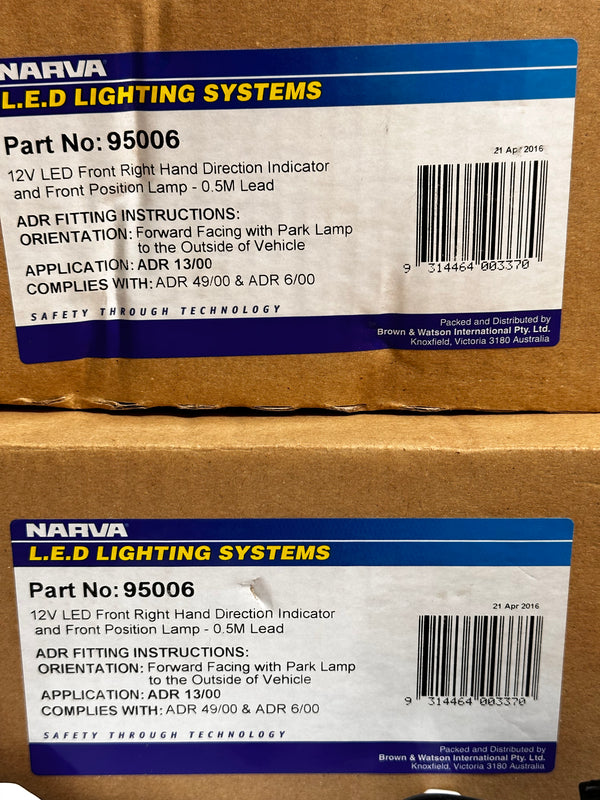 NARVA
L.E.D LIGHTING SYSTEMS
Part No: 95006
21 Apr 2016
12V LED Front Right Hand Direction Indicator
and Front Position Lamp - 0.5M Lead
ADR FITTING INSTRUCTIONS:
ORIENTATION: Forward Facing with Park Lamp
to the Outside of Vehicle
APPLICATION: ADR 13/00
COMPLIES WITH: ADR 49/00 & ADR 6/00
9 314464 003370
SAFETY THROUGH TECHNOLOGY
Packed and Distributed by
Brown & Watson International Pty. Ltd.
Knoxfield, Victoria 3180 Australia
NARVA
L.E.D LIGHTING SYSTEMS
Part No: 95006
21 Apr 2016
12V LED Front Right Hand Direction Indicator
and Front Position Lamp - 0.5M Lead
ADR FITTING INSTRUCTIONS:
ORIENTATION: Forward Facing with Park Lamp
to the Outside of Vehicle
APPLICATION: ADR 13/00
COMPLIES WITH: ADR 49/00 & ADR 6/00
9 314464 003370
SAFETY THROUGH TECHNOLOGY
Packed and Distributed by
Brown & Watson International Pty. Ltd.
Knoxfield, Victoria 3180 Australia